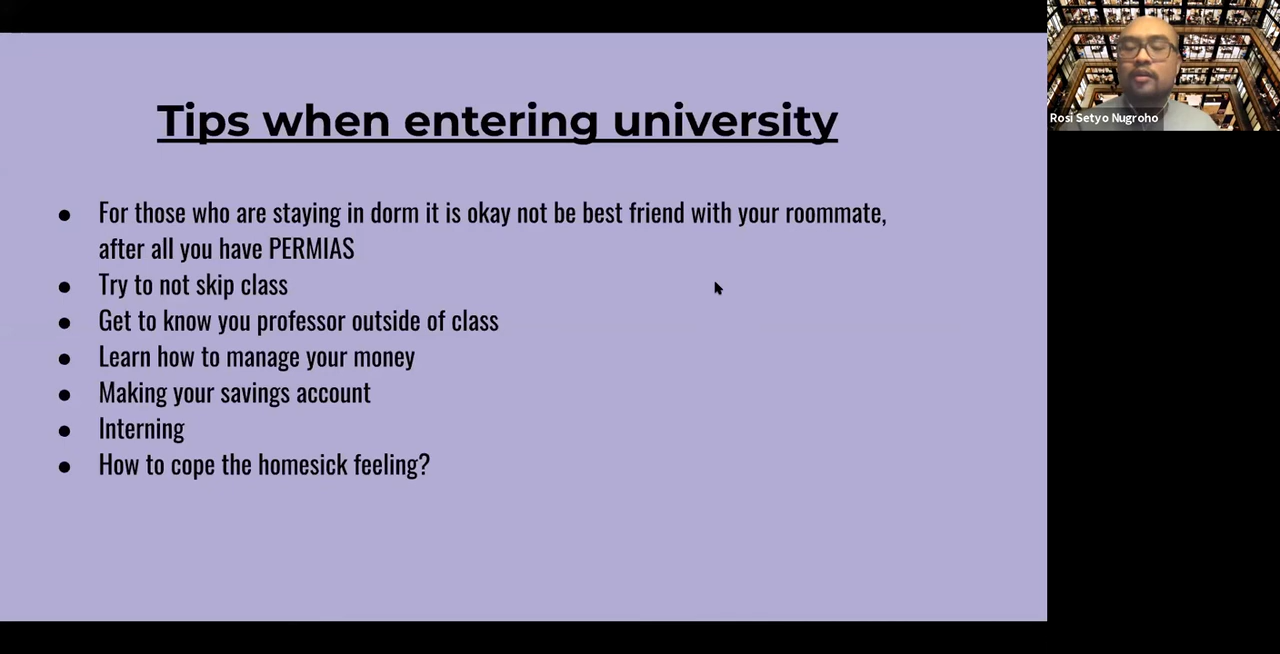 Tips when entering university
● For those who are staying in dorm it is okay not be best friend with your roommate,
after all you have PERMIAS
● Try to not skip class
● Get to know you professor outside of class
● Learn how to manage your money
● Making your savings account
● Interning
● How to cope the homesick feeling?
Rosi Setyo Nugroho